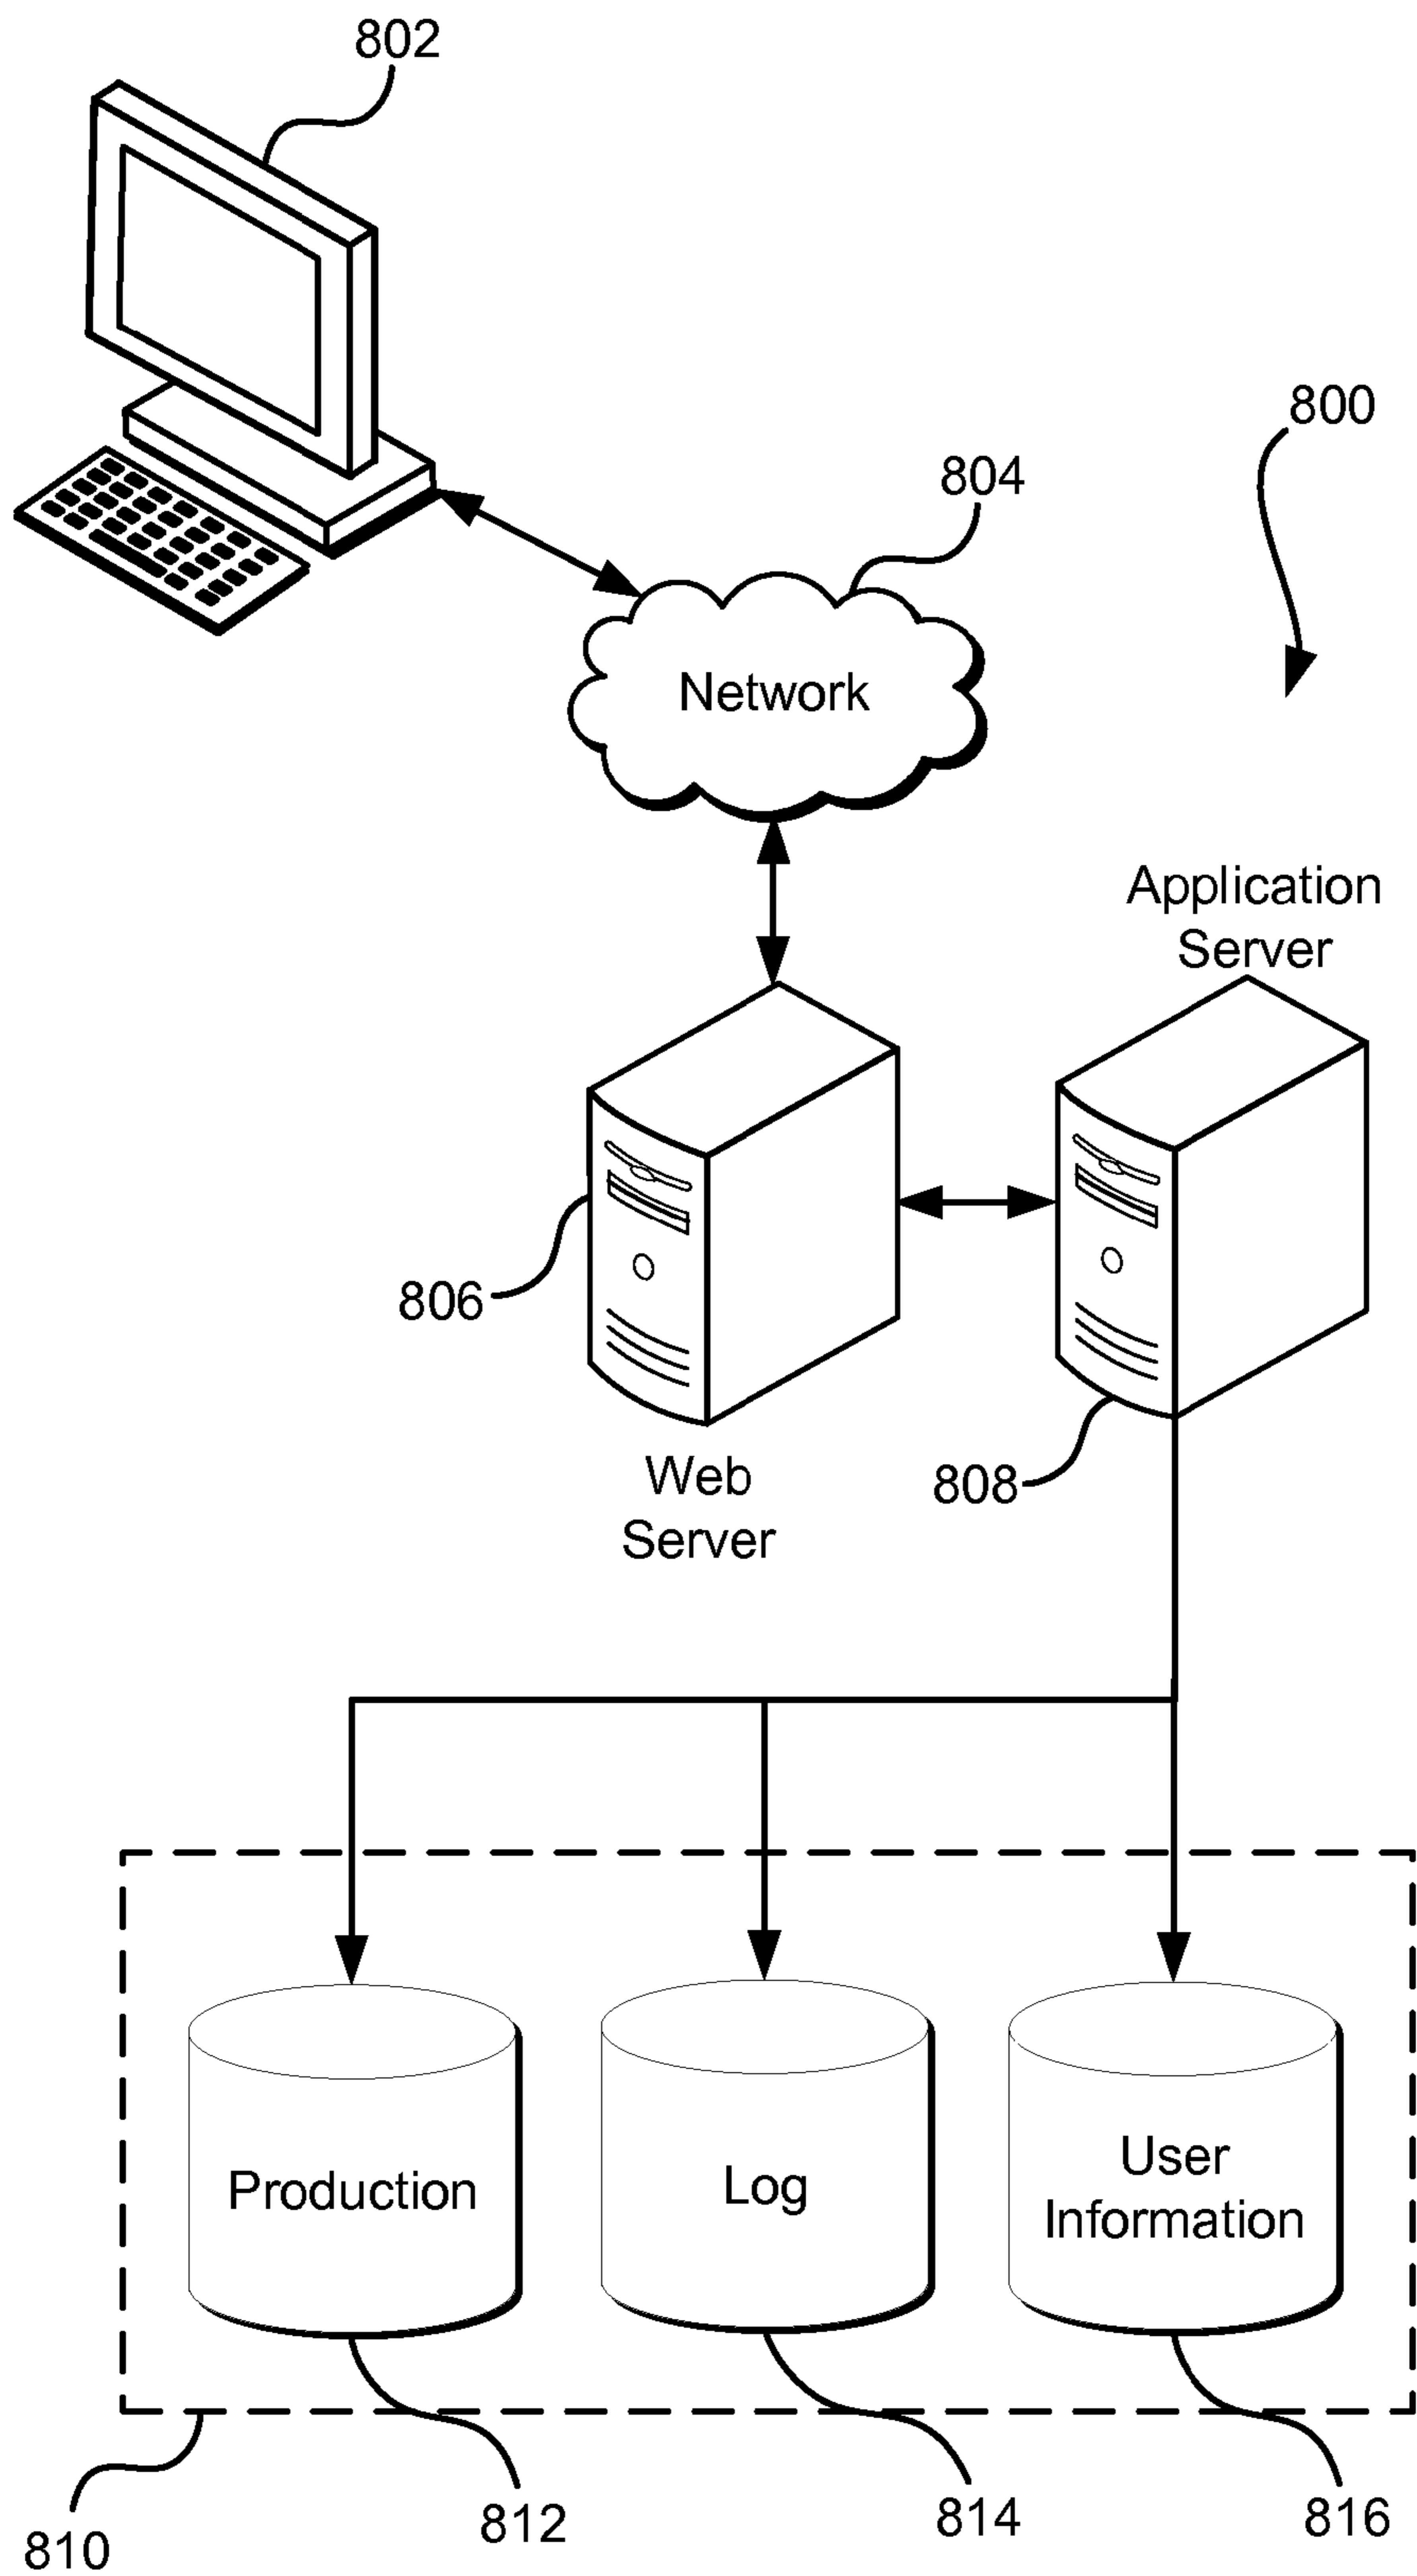 802
800
804
Network
Application
Server
806
808
Web
Server
Production
Log
User
Information
810
812
814
816